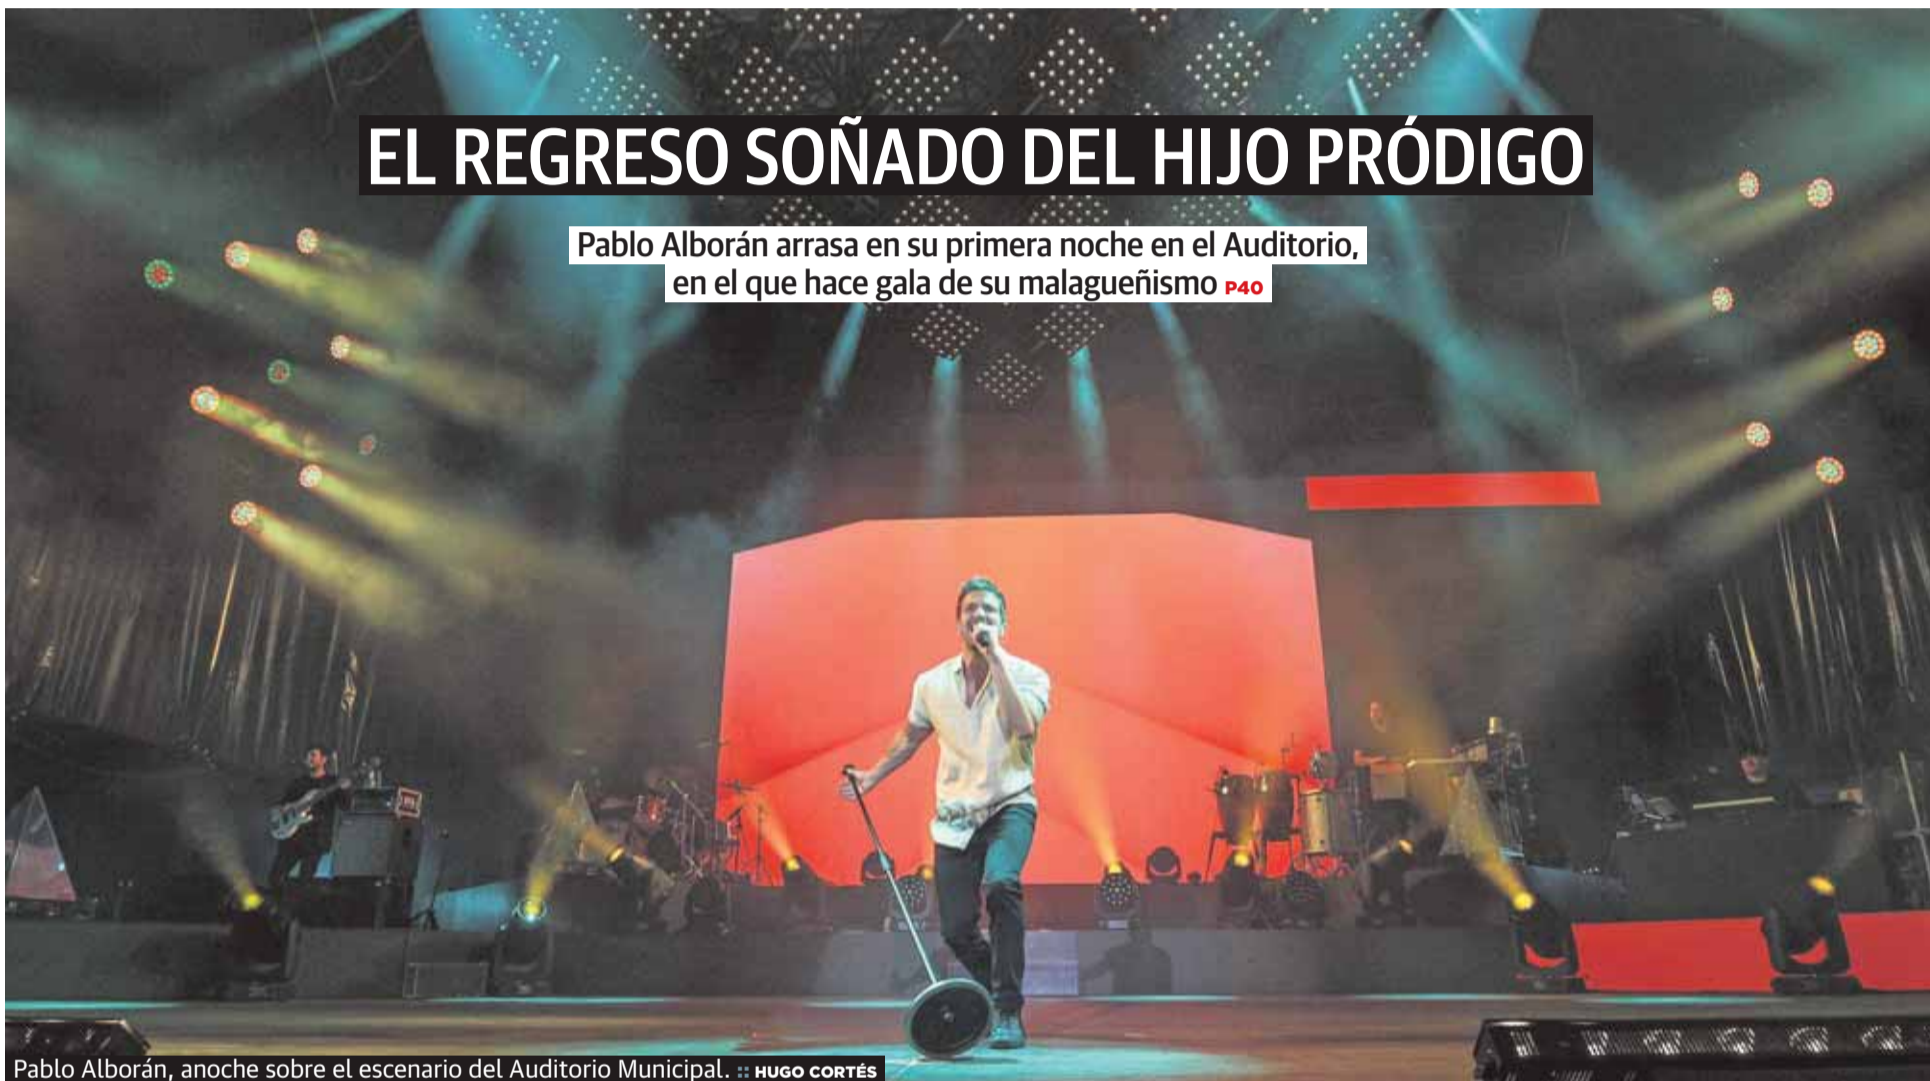 EL REGRESO SOÑADO DEL HIJO PRÓDIGO
Pablo Alborán arrasa en su primera noche en el Auditorio,
en el que hace gala de su malagueñismo P40
Pablo Alborán, anoche sobre el escenario del Auditorio Municipal. :: HUGO CORTÉS